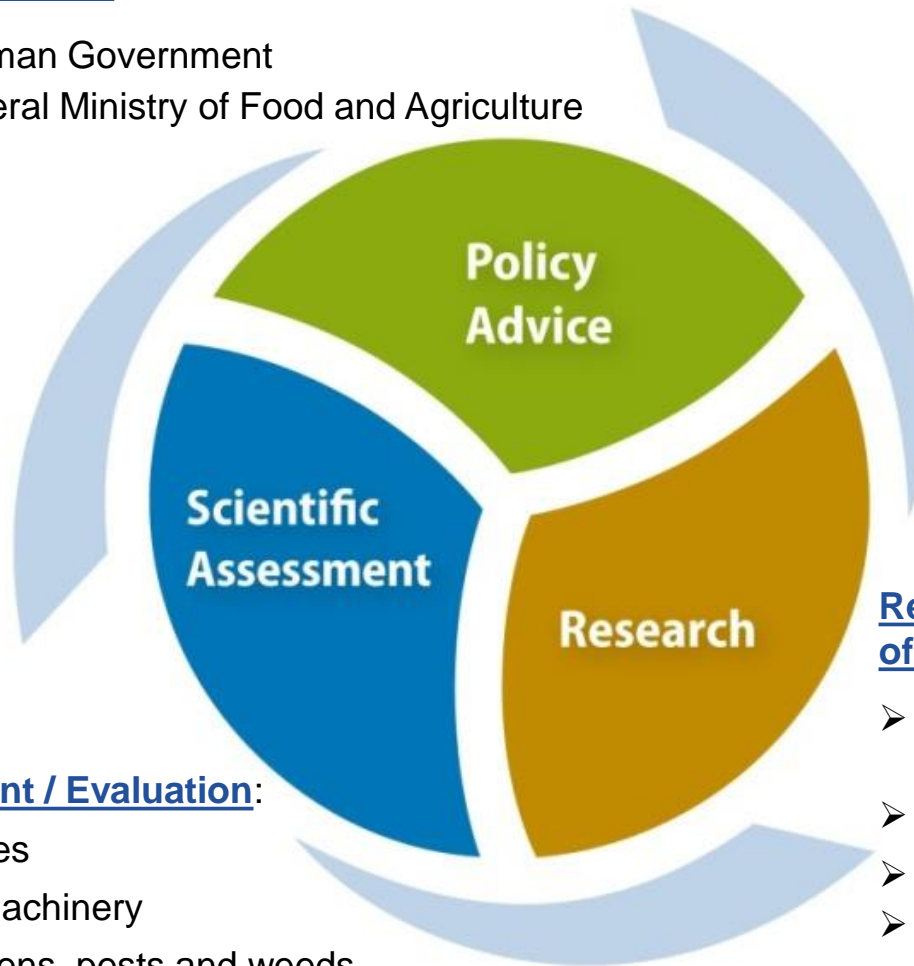 man Government
eral Ministry of Food and Agriculture
Policy
Advice
Scientific
Assessment
Research
Re
of
nt / Evaluation:
es
achinery
ons, pests and weeds